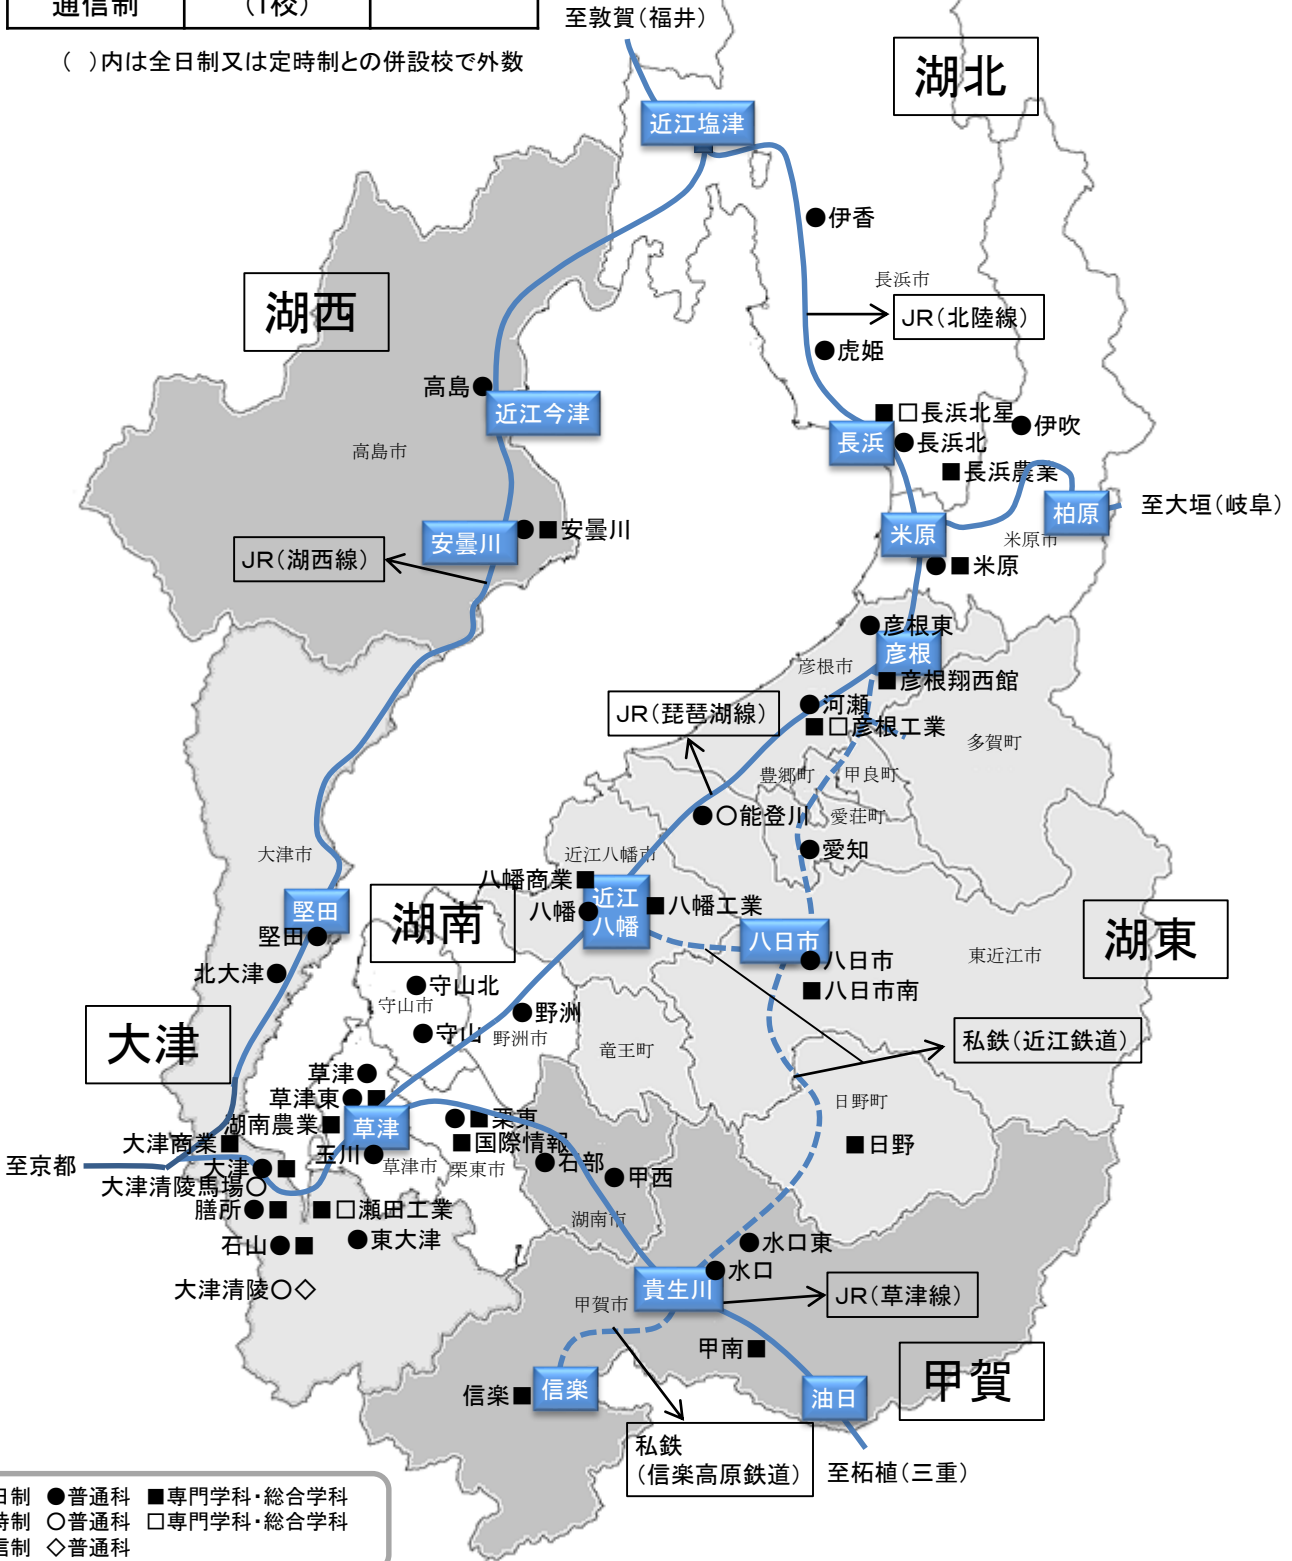 通信制
(1校)
( )内は全日制又は定時制との併設校で外数
至敦賀(福井)
湖北
近江塩津
●伊香
長浜市
湖西
JR(北陸線)
●虎姫
高島●
近江今津
■□長浜北星
●伊吹
長浜
●長浜北
高島市
■長浜農業
柏原
至大垣(岐阜)
安曇川
●■安曇川
米原
米原市
JR(湖西線)
●■米原
●彦根東
彦根
彦根市
■彦根翔西館
JR(琵琶湖線)
●河瀬
■□彦根工業
多賀町
豊郷町
甲良町
●○能登川
愛荘町
大津市
近江八幡市
●愛知
八幡商業■
堅田
湖南
八幡●
近江
八幡
■八幡工業
湖東
堅田●
八日市
東近江市
北大津●
●八日市
●守山北
■八日市南
守山市
大津
●守山
●野洲
野洲市
竜王町
私鉄(近江鉄道)
草津●
草津東●■
日野町
湖南農業■
草津
●■栗東
大津商業■
■国際情報
■日野
至京都
大津●■
玉川●
草津市
栗東市
●石部
●甲西
大津清陵馬場○
膳所●■
■□瀬田工業
湖南市
石山●■
●東大津
●水口東
大津清陵○◇
●水口
貴生川
甲賀市
JR(草津線)
甲南■
甲賀
信楽■
信楽
油日
私鉄
(信楽高原鉄道)
至柘植(三重)
日制 ●普通科 ■専門学科・総合学科
時制 ○普通科 □専門学科・総合学科
信制 ◇普通科